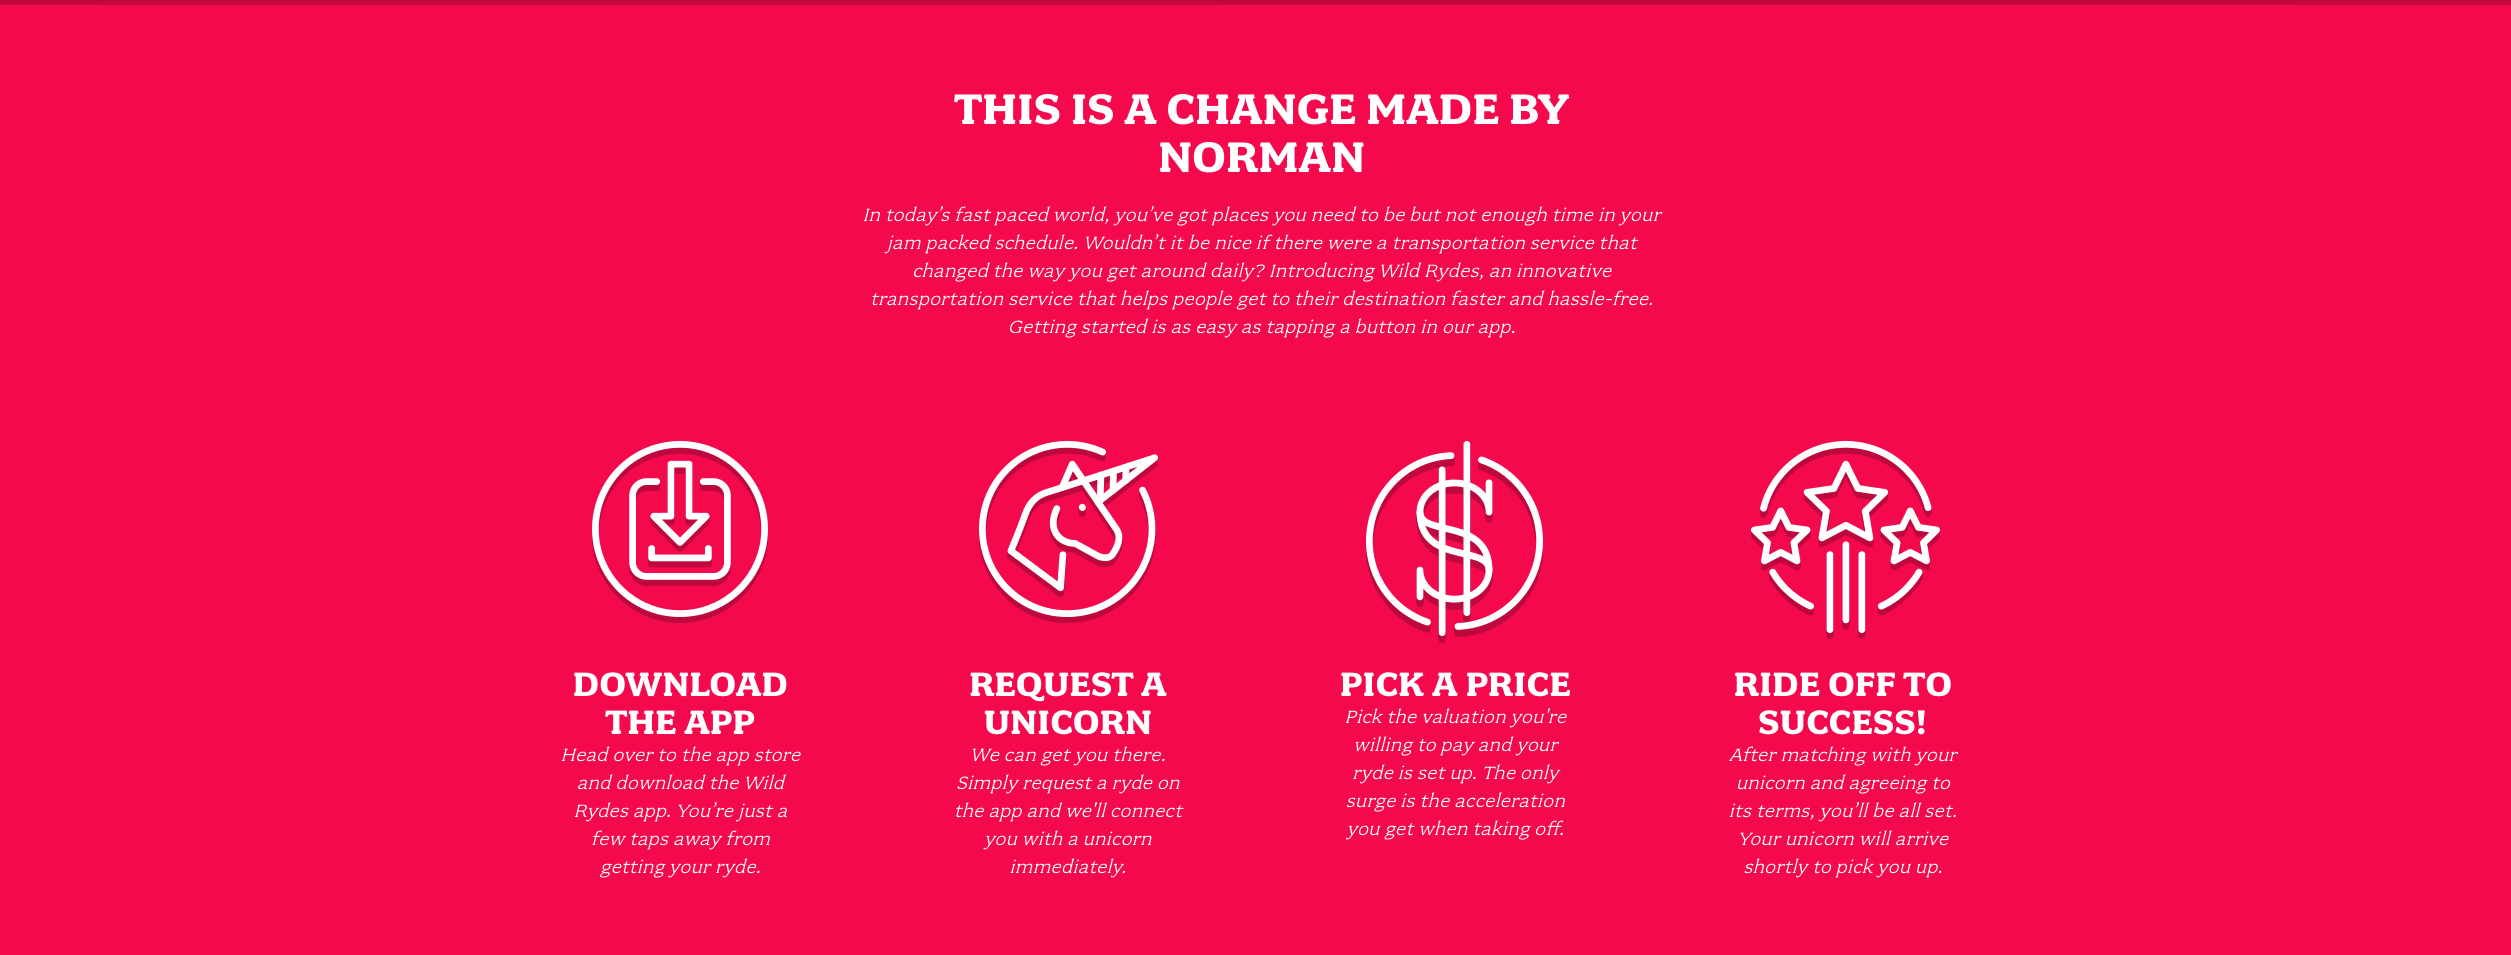 THIS IS A CHANGE MADE BY
NORMAN
In today’s fast paced world, you’ve got places you need to be but not enough time in your
jam packed schedule. Wouldn’t it be nice if there were a transportation service that
changed the way you get around daily? Introducing Wild Rydes, an innovative
transportation service that helps people get to their destination faster and hassle-free.
Getting started is as easy as tapping a button in our app.
DOWNLOAD
THE APP
Head over to the app store
and download the Wild
Rydes app. You’re just a
few taps away from
getting your ryde.
REQUEST A
UNICORN
We can get you there.
Simply request a ryde on
the app and we'll connect
you with a unicorn
immediately.
PICK A PRICE
Pick the valuation you're
willing to pay and your
ryde is set up. The only
surge is the acceleration
you get when taking off.
RIDE OFF TO
SUCCESS!
After matching with your
unicorn and agreeing to
its terms, you’ll be all set.
Your unicorn will arrive
shortly to pick you up.